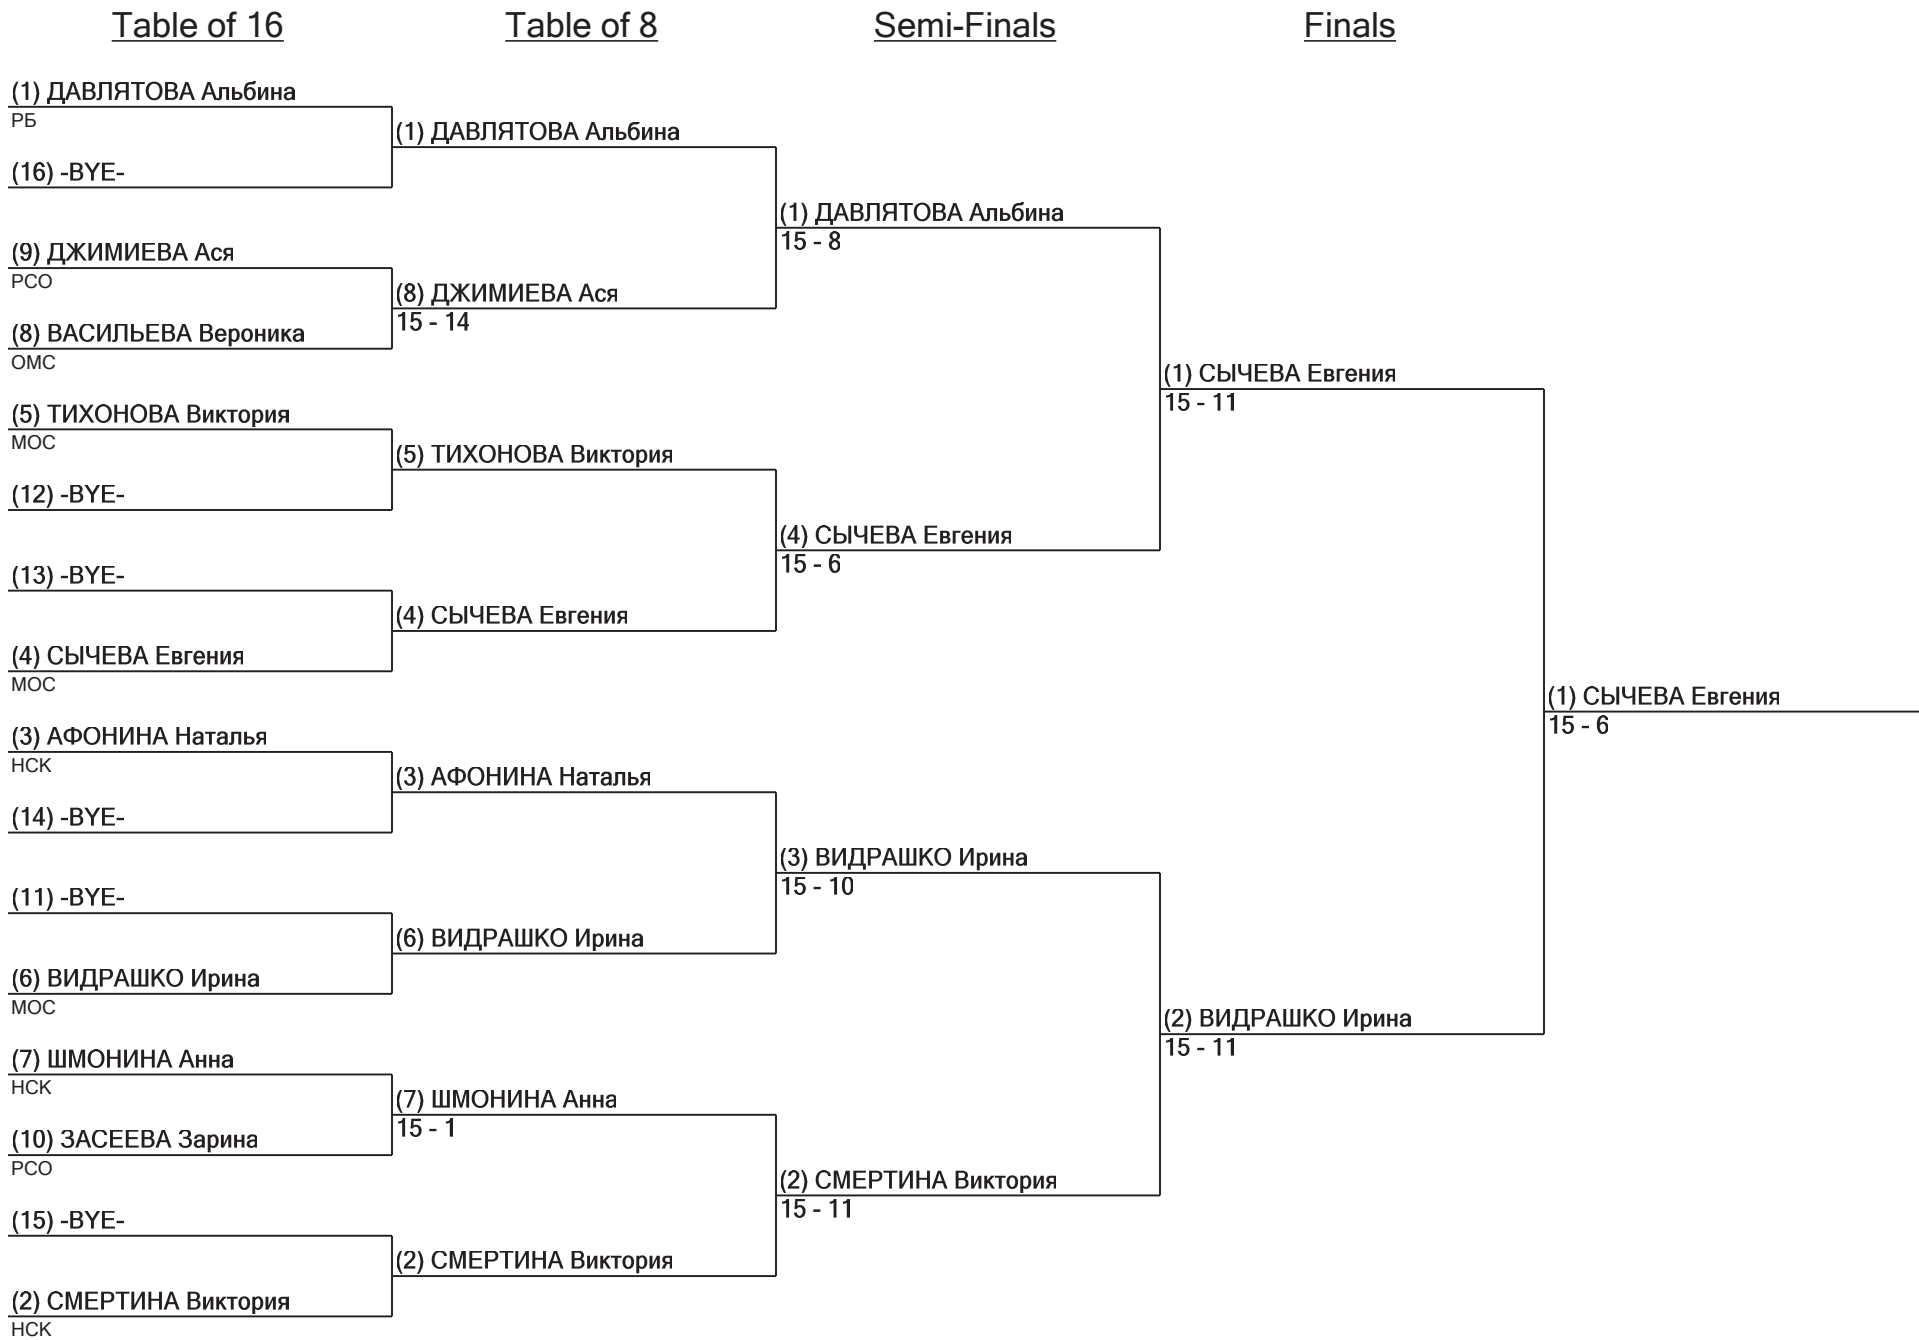 Table of 16
Table of 8
Semi-Finals
Finals
(1) ДАВЛЯТОВА Альбина
РБ
(16) -BYE-
(9) ДЖИМИЕВА Ася
РСО
(8) ВАСИЛЬЕВА Вероника
ОМС
(5) ТИХОНОВА Виктория
МОС
(12) -BYE-
(13) -BYE-
(4) СЫЧЕВА Евгения
МОС
(3) АФОНИНА Наталья
НСК
(14) -BYE-
(11) -BYE-
(6) ВИДРАШКО Ирина
МОС
(7) ШМОНИНА Анна
НСК
(10) ЗАСЕЕВА Зарина
РСО
(15) -BYE-
(2) СМЕРТИНА Виктория
НСК
(1) ДАВЛЯТОВА Альбина
(8) ДЖИМИЕВА Ася
15 - 14
(5) ТИХОНОВА Виктория
(4) СЫЧЕВА Евгения
(3) АФОНИНА Наталья
(6) ВИДРАШКО Ирина
(7) ШМОНИНА Анна
15 - 1
(2) СМЕРТИНА Виктория
(1) ДАВЛЯТОВА Альбина
15 - 8
(4) СЫЧЕВА Евгения
15 - 6
(3) ВИДРАШКО Ирина
15 - 10
(2) СМЕРТИНА Виктория
15 - 11
(1) СЫЧЕВА Евгения
15 - 11
(2) ВИДРАШКО Ирина
15 - 11
(1) СЫЧЕВА Евгения
15 - 6